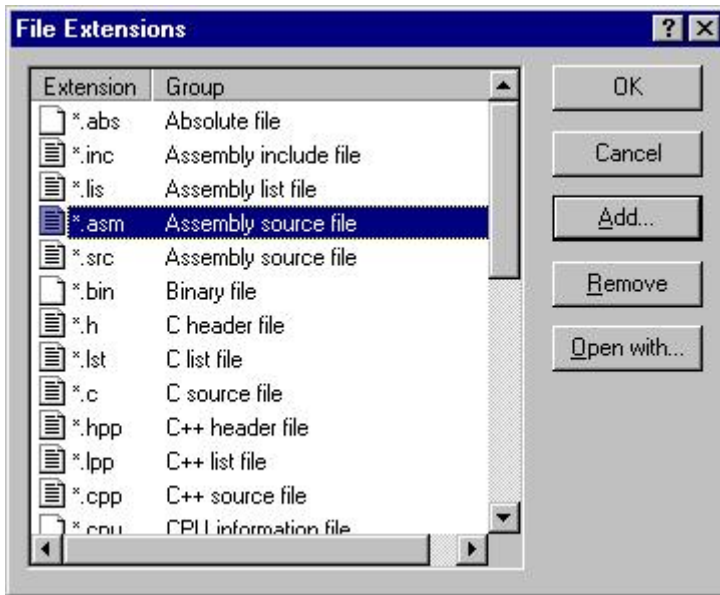 File Extensions
Extension Group
*.abs Absolute file
*.inc Assembly include file
*.lis Assembly list file
*.asm Assembly source file
*.src Assembly source file
*.bin Binary file
*.h C header file
*.lst C list file
*.c C source file
*.hpp C++ header file
*.lpp C++ list file
*.cpp C++ source file
*.cpu CPU information file
OK
Cancel
Add...
Remove
Open with...